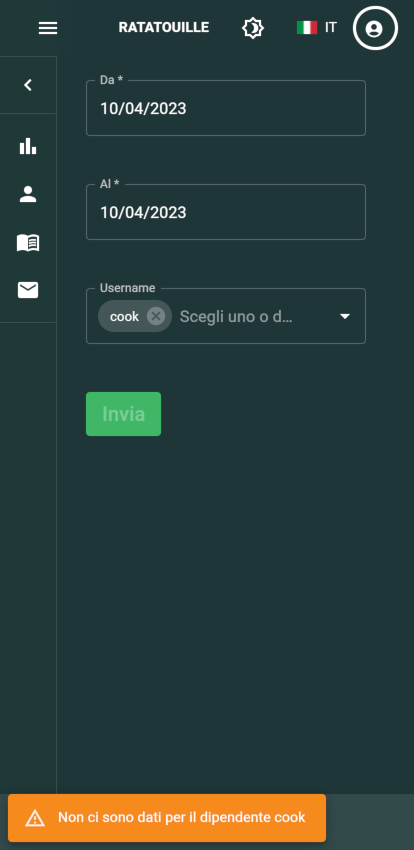 RATATOUILLE
IT
Da *
10/04/2023
Al *
10/04/2023
Username
cook Scegli uno o d...
Invia
Non ci sono dati per il dipendente cook